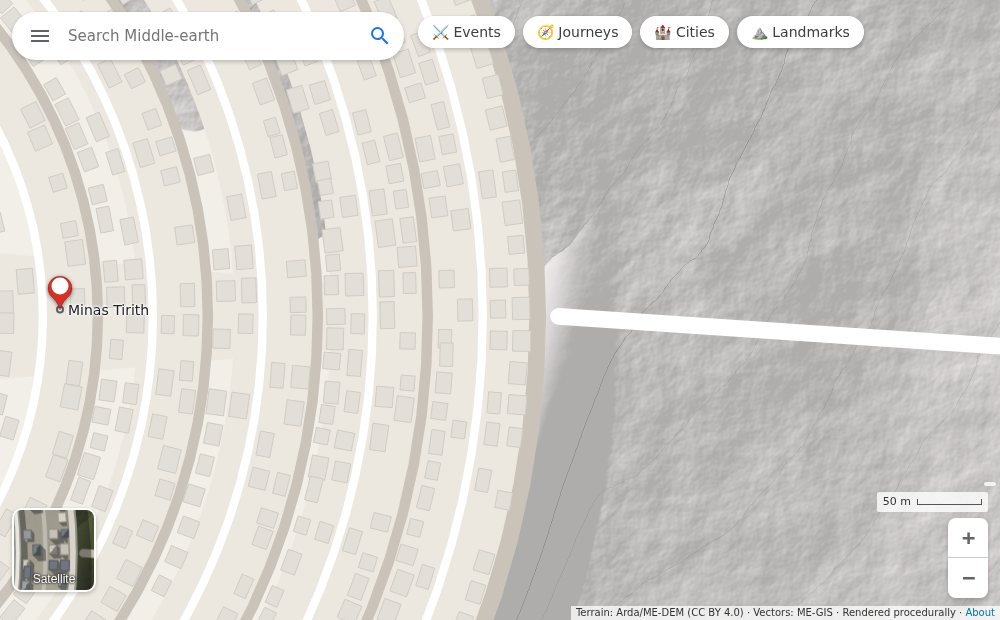 Search Middle-earth
⚔️ Events
🧭 Journeys
🏰 Cities
⛰️ Landmarks
Minas Tirith
50 m
+
−
Satellite
Terrain: Arda/ME-DEM (CC BY 4.0) · Vectors: ME-GIS · Rendered procedurally · About